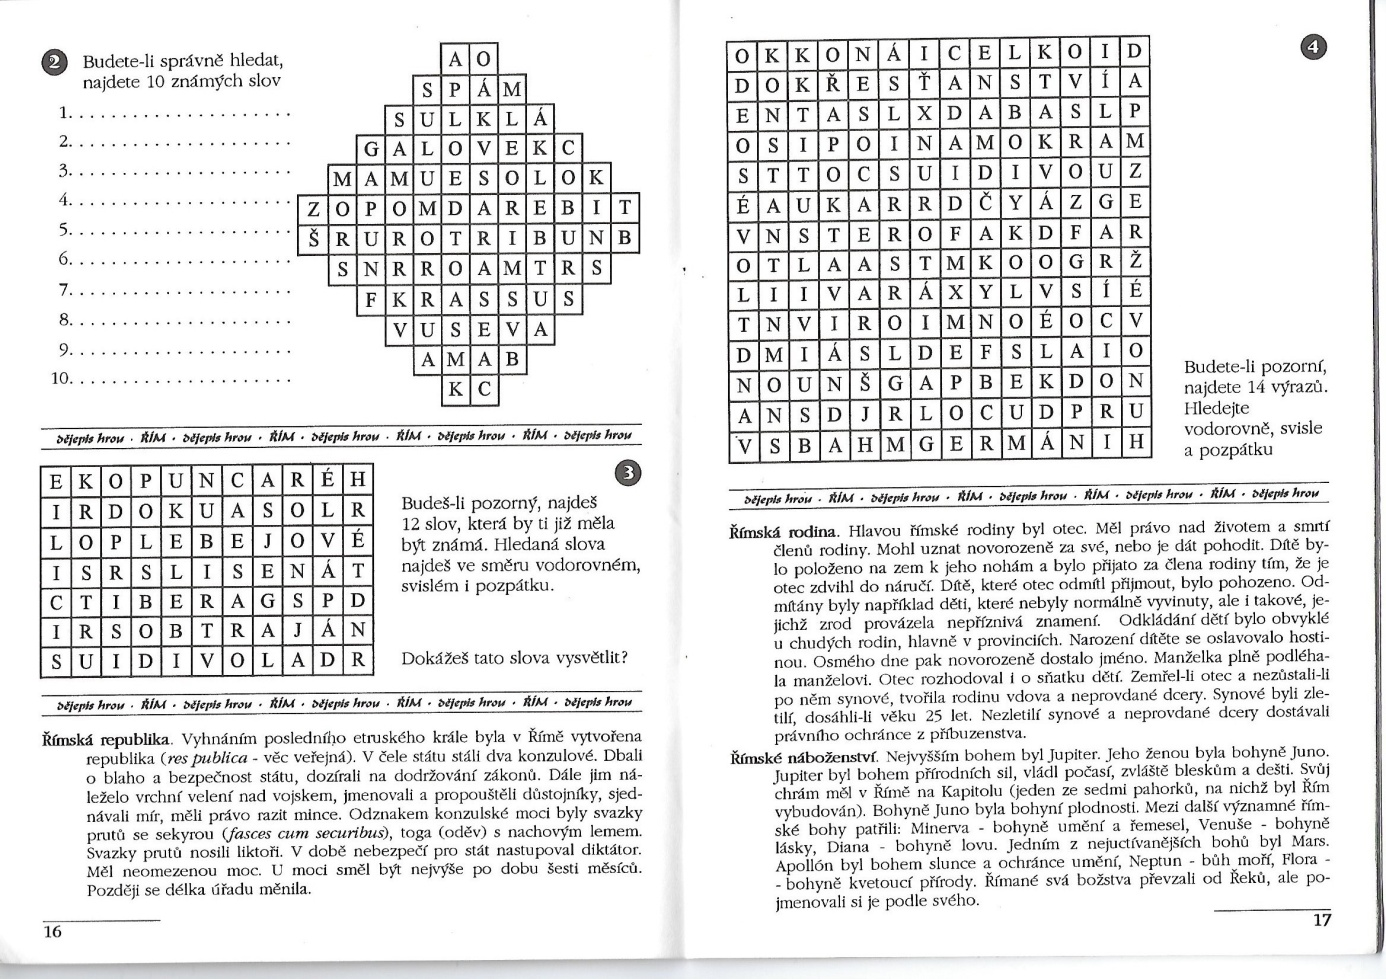 2 Budete-li správně hledat,
najdete 10 známých slov
1. . . . . . . . . . . . . . . . . . . . . .
2. . . . . . . . . . . . . . . . . . . . . .
3. . . . . . . . . . . . . . . . . . . . . .
4. . . . . . . . . . . . . . . . . . . . . .
5. . . . . . . . . . . . . . . . . . . . . .
6. . . . . . . . . . . . . . . . . . . . . .
7. . . . . . . . . . . . . . . . . . . . . .
8. . . . . . . . . . . . . . . . . . . . . .
9. . . . . . . . . . . . . . . . . . . . . .
10. . . . . . . . . . . . . . . . . . . . . .
A O
S P Á M
S U L K L Á
G A L O V E K C
M A M U E S O L O K
Z O P O M D A R E B I T
Š R U R O T R I B U N B
S N R R O A M T R S
F K R A S S U S
V U S E V A
A M A B
K C
Dějepis hrou · ŘÍM · Dějepis hrou · ŘÍM · Dějepis hrou · ŘÍM · Dějepis hrou · ŘÍM · Dějepis hrou
E K O P U N C A R É H
I R D O K U A S O L R
L O P L E B E J O V É
I S R S L I S E N Á T
C T I B E R A G S P D
I R S O B T R A J Á N
S U I D I V O L A D R
3
Budeš-li pozorný, najdeš
12 slov, která by ti již měla
být známá. Hledaná slova
najdeš ve směru vodorovném,
svislém i pozpátku.
Dokážeš tato slova vysvětlit?
Dějepis hrou · ŘÍM · Dějepis hrou · ŘÍM · Dějepis hrou · ŘÍM · Dějepis hrou · ŘÍM · Dějepis hrou
Římská republika. Vyhnáním posledního etruského krále byla v Římě vytvořena
republika (res publica - věc veřejná). V čele státu stáli dva konzulové. Dbali
o blaho a bezpečnost státu, dozírali na dodržování zákonů. Dále jim ná-
leželo vrchní velení nad vojskem, jmenovali a propouštěli důstojníky, sjed-
návali mír, měli právo razit mince. Odznakem konzulské moci byly svazky
prutů se sekyrou (fasces cum securibus), toga (oděv) s nachovým lemem.
Svazky prutů nosili liktoři. V době nebezpečí pro stát nastupoval diktátor.
Měl neomezenou moc. U moci směl být nejvýše po dobu šesti měsíců.
Později se délka úřadu měnila.
16
O K K O N Á I C E L K O I D
D O K Ř E S Ť A N S T V Í A
E N T A S L X D A B A S L P
O S I P O I N A M O K R A M
S T T O C S U I D I V O U Z
É A U K A R R D Č Y Á Z G E
V N S T E R O F A K D F A R
O T L A A S T M K O O G R Ž
L I I V A R Á X Y L V S Í É
T N V I R O I M N O É O C V
D M I Á S L D E F S L A I O
N O U N Š G A P B E K D O N
A N S D J R L O C U D P R U
V S B A H M G E R M Á N I H
4
Budete-li pozorní,
najdete 14 výrazů.
Hledejte
vodorovně, svisle
a pozpátku
Dějepis hrou · ŘÍM · Dějepis hrou · ŘÍM · Dějepis hrou · ŘÍM · Dějepis hrou · ŘÍM · Dějepis hrou
Římská rodina. Hlavou římské rodiny byl otec. Měl právo nad životem a smrtí
členů rodiny. Mohl uznat novorozeně za své, nebo je dát pohodit. Dítě by-
lo položeno na zem k jeho nohám a bylo přijato za člena rodiny tím, že je
otec zdvihl do náručí. Dítě, které otec odmítl přijmout, bylo pohozeno. Od-
mítány byly například děti, které nebyly normálně vyvinuty, ale i takové, je-
jichž zrod provázela nepříznivá znamení. Odkládání dětí bylo obvyklé
u chudých rodin, hlavně v provinciích. Narození dítěte se oslavovalo hosti-
nou. Osmého dne pak novorozeně dostalo jméno. Manželka plně podléha-
la manželovi. Otec rozhodoval i o sňatku dětí. Zemřel-li otec a nezůstali-li
po něm synové, tvořila rodinu vdova a neprovdané dcery. Synové byli zle-
tilí, dosáhli-li věku 25 let. Nezletilí synové a neprovdané dcery dostávali
právního ochránce z příbuzenstva.
Římské náboženství. Nejvyšším bohem byl Jupiter. Jeho ženou byla bohyně Juno.
Jupiter byl bohem přírodních sil, vládl počasí, zvláště bleskům a dešti. Svůj
chrám měl v Římě na Kapitolu (jeden ze sedmi pahorků, na nichž byl Řím
vybudován). Bohyně Juno byla bohyní plodnosti. Mezi další významné řím-
ské bohy patřili: Minerva - bohyně umění a řemesel, Venuše - bohyně
lásky, Diana - bohyně lovu. Jedním z nejuctívanějších bohů byl Mars.
Apollón byl bohem slunce a ochránce umění, Neptun - bůh moří, Flora -
- bohyně kvetoucí přírody. Římané svá božstva převzali od Řeků, ale po-
jmenovali si je podle svého.
17